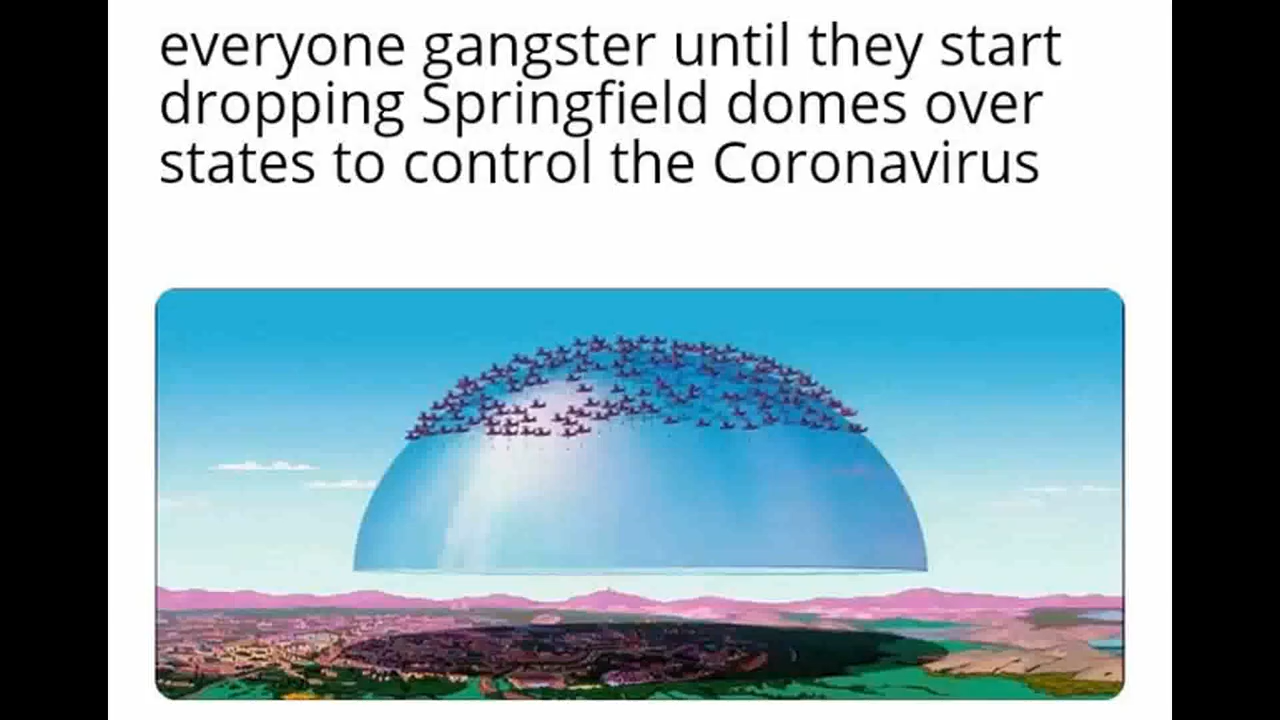 everyone gangster until they start
dropping Springfield domes over
states to control the Coronavirus